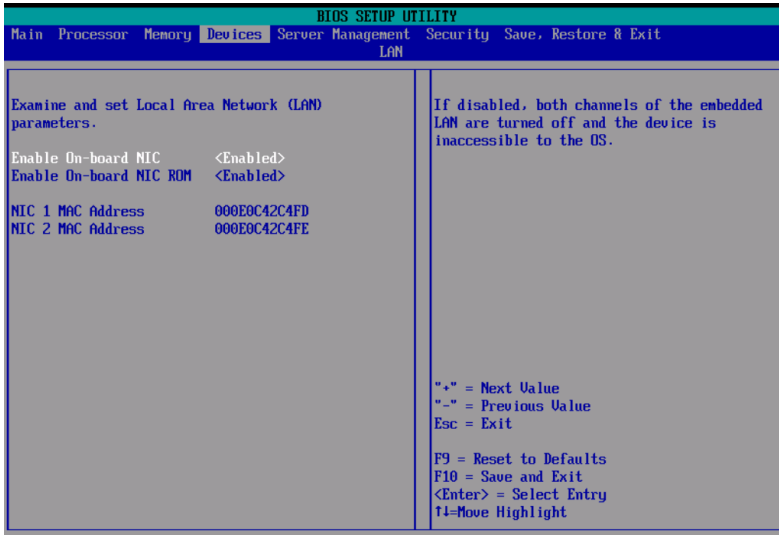 BIOS SETUP UTILITY
Main Processor Memory Devices Server Management Security Save, Restore & Exit
LAN
Examine and set Local Area Network (LAN)
parameters.
Enable On-board NIC <Enabled>
Enable On-board NIC ROM <Enabled>
NIC 1 MAC Address 000E0C42C4FD
NIC 2 MAC Address 000E0C42C4FE
If disabled, both channels of the embedded
LAN are turned off and the device is
inaccessible to the OS.
"+" = Next Value
"-" = Previous Value
Esc = Exit
F9 = Reset to Defaults
F10 = Save and Exit
<Enter> = Select Entry
↑↓=Move Highlight